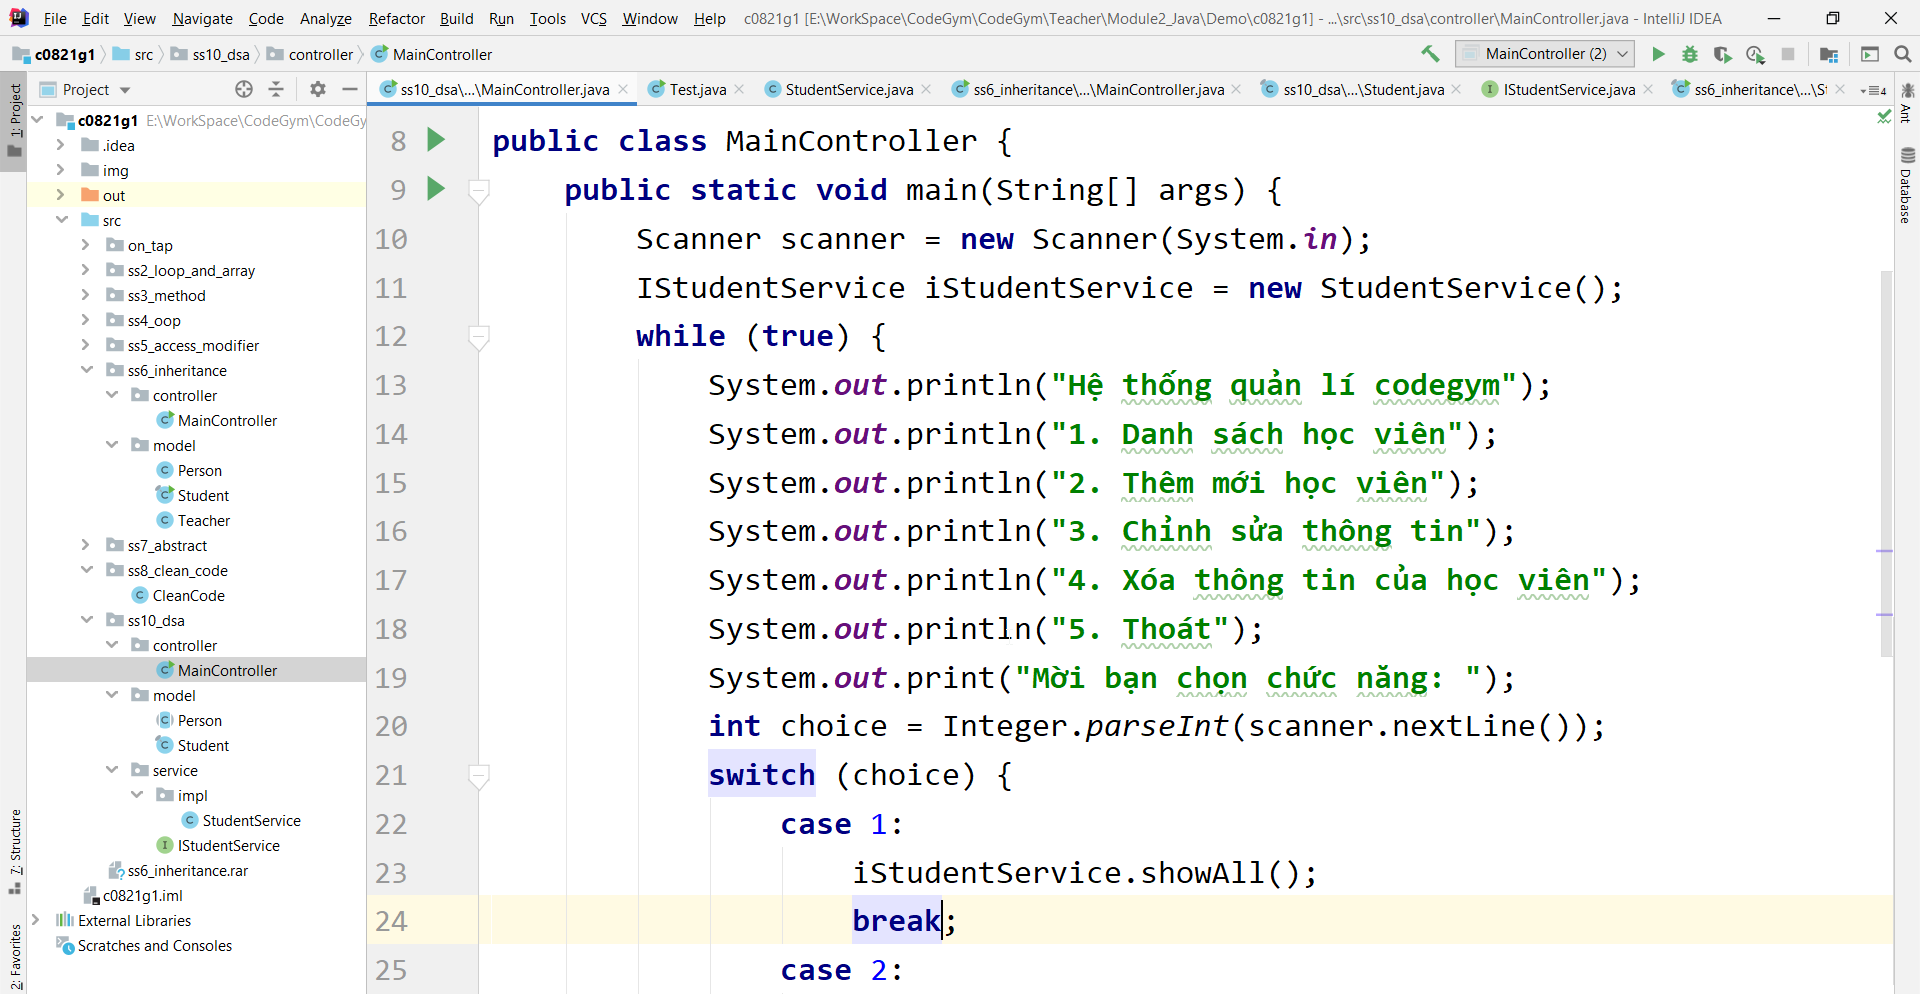 File Edit View Navigate Code Analyze Refactor Build Run Tools VCS Window Help c0821g1 [E:\WorkSpace\CodeGym\CodeGym\Teacher\Module2_Java\Demo\c0821g1] - ...\src\ss10_dsa\controller\MainController.java - IntelliJ IDEA
c0821g1 src ss10_dsa controller MainController MainController (2)
Project ss10_dsa\...\MainController.java Test.java StudentService.java ss6_inheritance\...\MainController.java ss10_dsa\...\Student.java IStudentService.java ss6_inheritance\...\St 4
1: Project
7: Structure
2: Favorites
Ant
Database
c0821g1 E:\WorkSpace\CodeGym\CodeGy
.idea
img
out
src
on_tap
ss2_loop_and_array
ss3_method
ss4_oop
ss5_access_modifier
ss6_inheritance
controller
MainController
model
Person
Student
Teacher
ss7_abstract
ss8_clean_code
CleanCode
ss10_dsa
controller
MainController
model
Person
Student
service
impl
StudentService
IStudentService
ss6_inheritance.rar
c0821g1.iml
External Libraries
Scratches and Consoles
8 public class MainController {
9 public static void main(String[] args) {
10 Scanner scanner = new Scanner(System.in);
11 IStudentService iStudentService = new StudentService();
12 while (true) {
13 System.out.println("Hệ thống quản lí codegym");
14 System.out.println("1. Danh sách học viên");
15 System.out.println("2. Thêm mới học viên");
16 System.out.println("3. Chỉnh sửa thông tin");
17 System.out.println("4. Xóa thông tin của học viên");
18 System.out.println("5. Thoát");
19 System.out.print("Mời bạn chọn chức năng: ");
20 int choice = Integer.parseInt(scanner.nextLine());
21 switch (choice) {
22 case 1:
23 iStudentService.showAll();
24 break;
25 case 2: